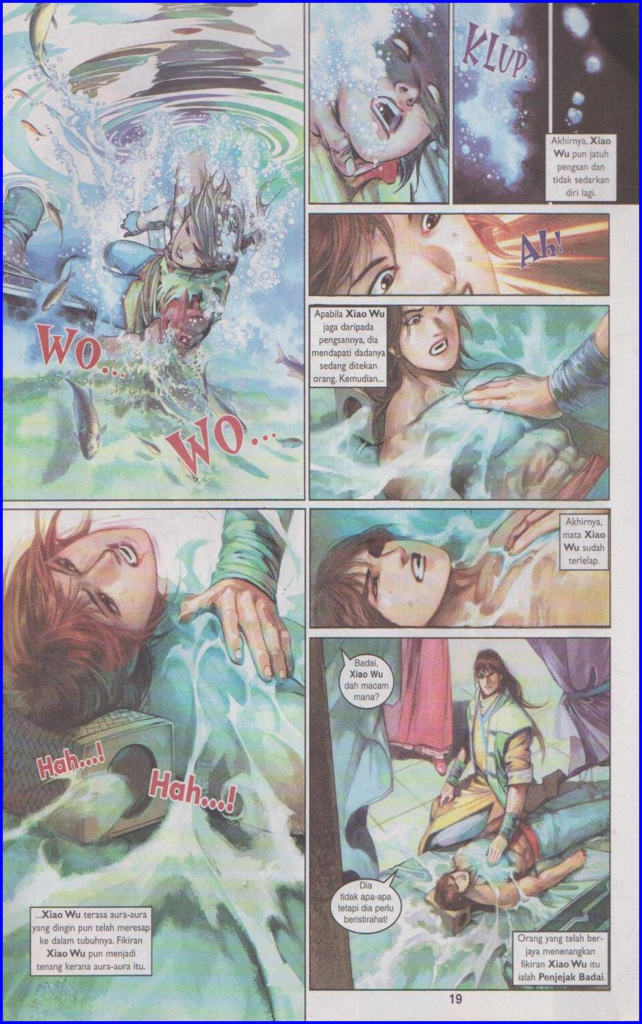 WO...
WO...
KLUP...
Akhirnya, Xiao
Wu pun jatuh
pengsan dan
tidak sedarkan
diri lagi.
Ah!
Apabila Xiao Wu
jaga daripada
pengsannya, dia
mendapati dadanya
sedang ditekan
orang. Kemudian...
Hah...!
Hah...!
...Xiao Wu terasa aura-aura
yang dingin pun telah meresap
ke dalam tubuhnya. Fikiran
Xiao Wu pun menjadi
tenang kerana aura-aura itu.
Akhirnya,
mata Xiao
Wu sudah
terlelap.
Badai,
Xiao Wu
dah macam
mana?
Dia
tidak apa-apa
tetapi dia perlu
beristirahat!
Orang yang telah ber-
jaya menenangkan
fikiran Xiao Wu itu
ialah Penjejak Badai.
19